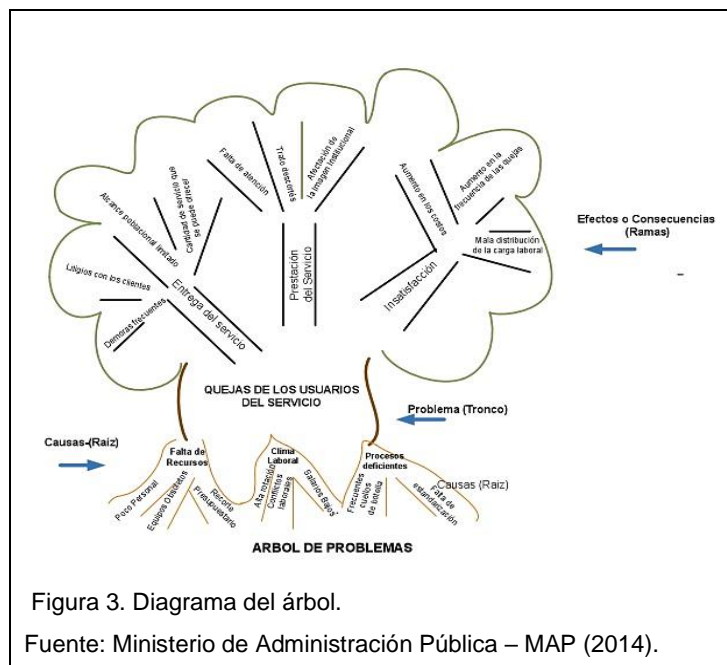 Alcance poblacional limitado
Cantidad de servicio que
se puede ofrecer
Litigios con los clientes
Demoras frecuentes
Entrega del servicio
Falta de atención
Trato descortés
Afectación de
la imagen Institucional
Prestación
del Servicio
Aumento en los costos
Aumento en la
frecuencia de las quejas
Mala distribución
de la carga laboral
Insatisfacción
Efectos o Consecuencias
(Ramas)
QUEJAS DE LOS USUARIOS
DEL SERVICIO
Problema (Tronco)
Causas-(Raiz)
Falta de
Recursos
Poco Personal
Equipos Obsoletos
Recorte
Presupuestario
Clima
Laboral
Alta rotación
Conflictos
laborales
Salarios Bajos
Procesos
deficientes
Frecuentes
cuellos
de botella
Falta de
estandarización
Causas (Raiz)
ARBOL DE PROBLEMAS
Figura 3. Diagrama del árbol.
Fuente: Ministerio de Administración Pública – MAP (2014).